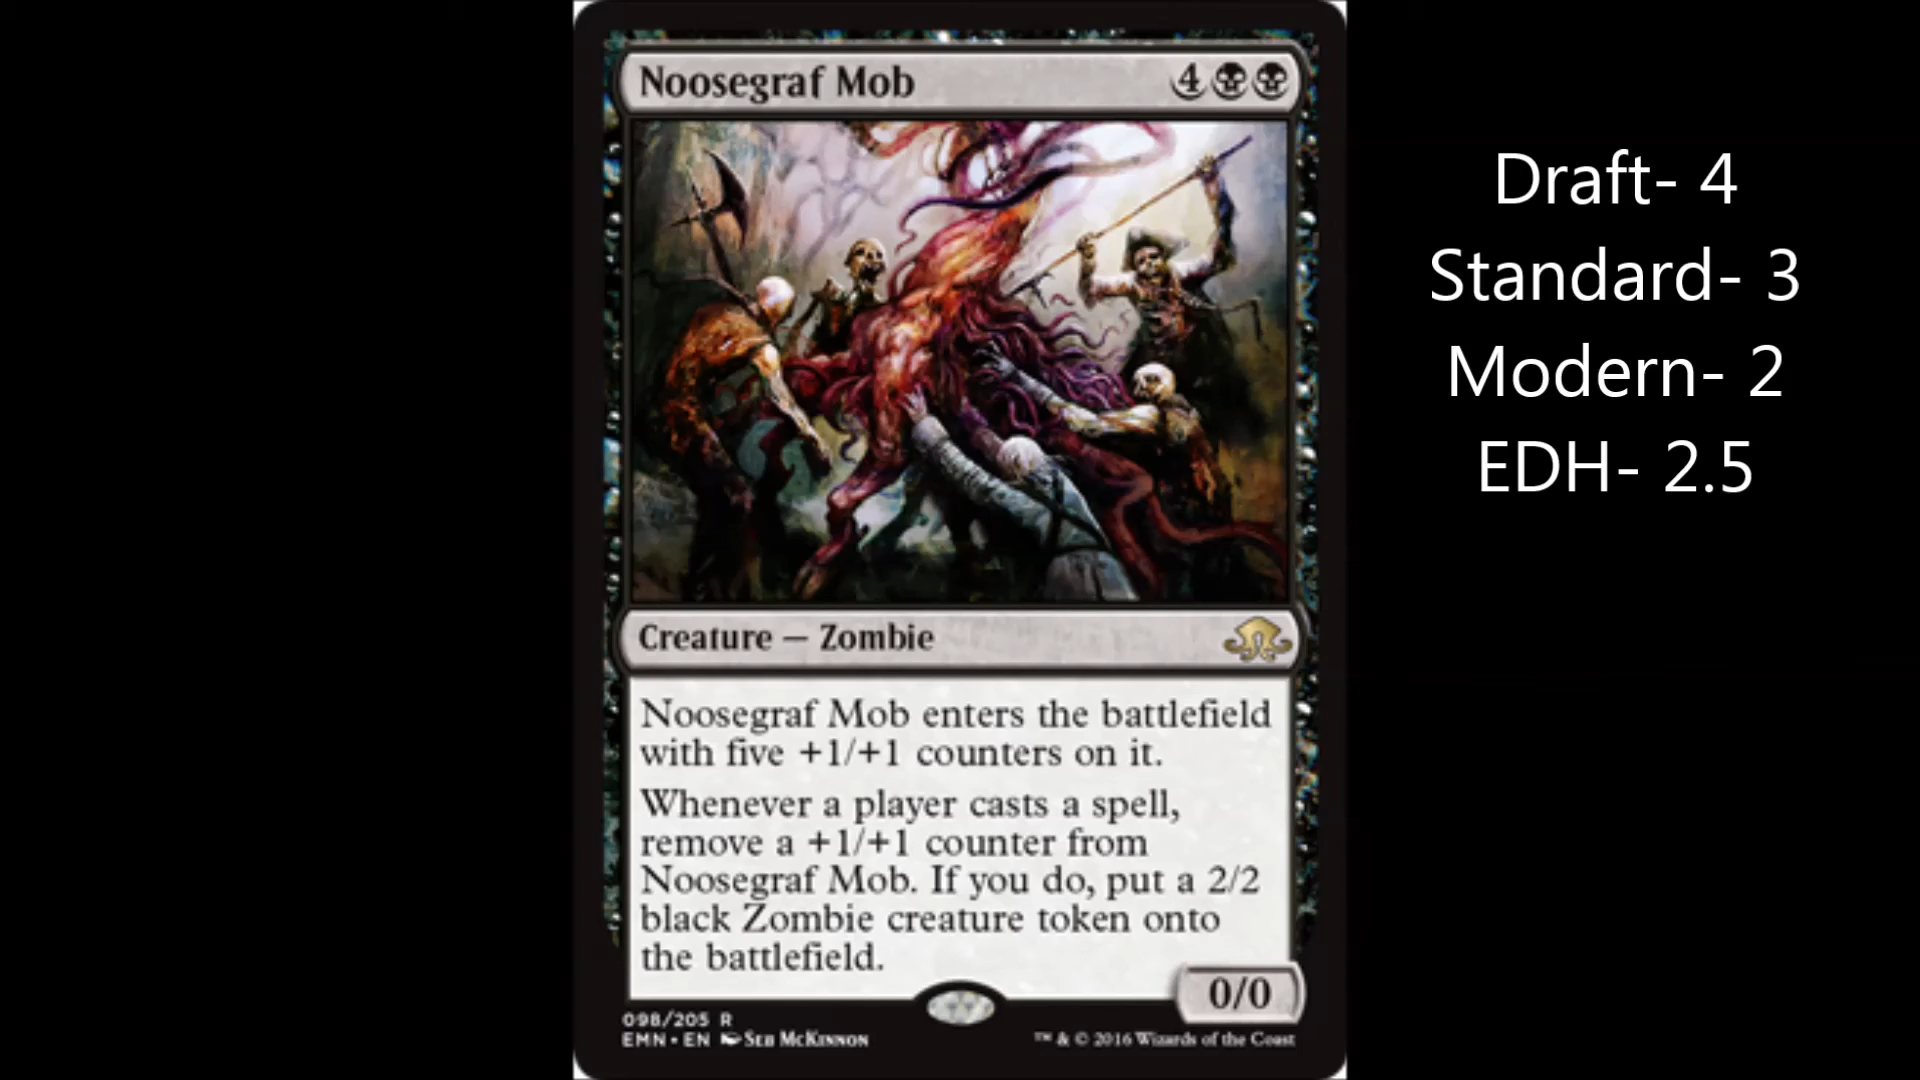 Noosegraf Mob
4
Creature — Zombie
Noosegraf Mob enters the battlefield
with five +1/+1 counters on it.
Whenever a player casts a spell,
remove a +1/+1 counter from
Noosegraf Mob. If you do, put a 2/2
black Zombie creature token onto
the battlefield.
0/0
098/205 R
EMN • EN Seb McKinnon
™ & © 2016 Wizards of the Coast
Draft- 4
Standard- 3
Modern- 2
EDH- 2.5